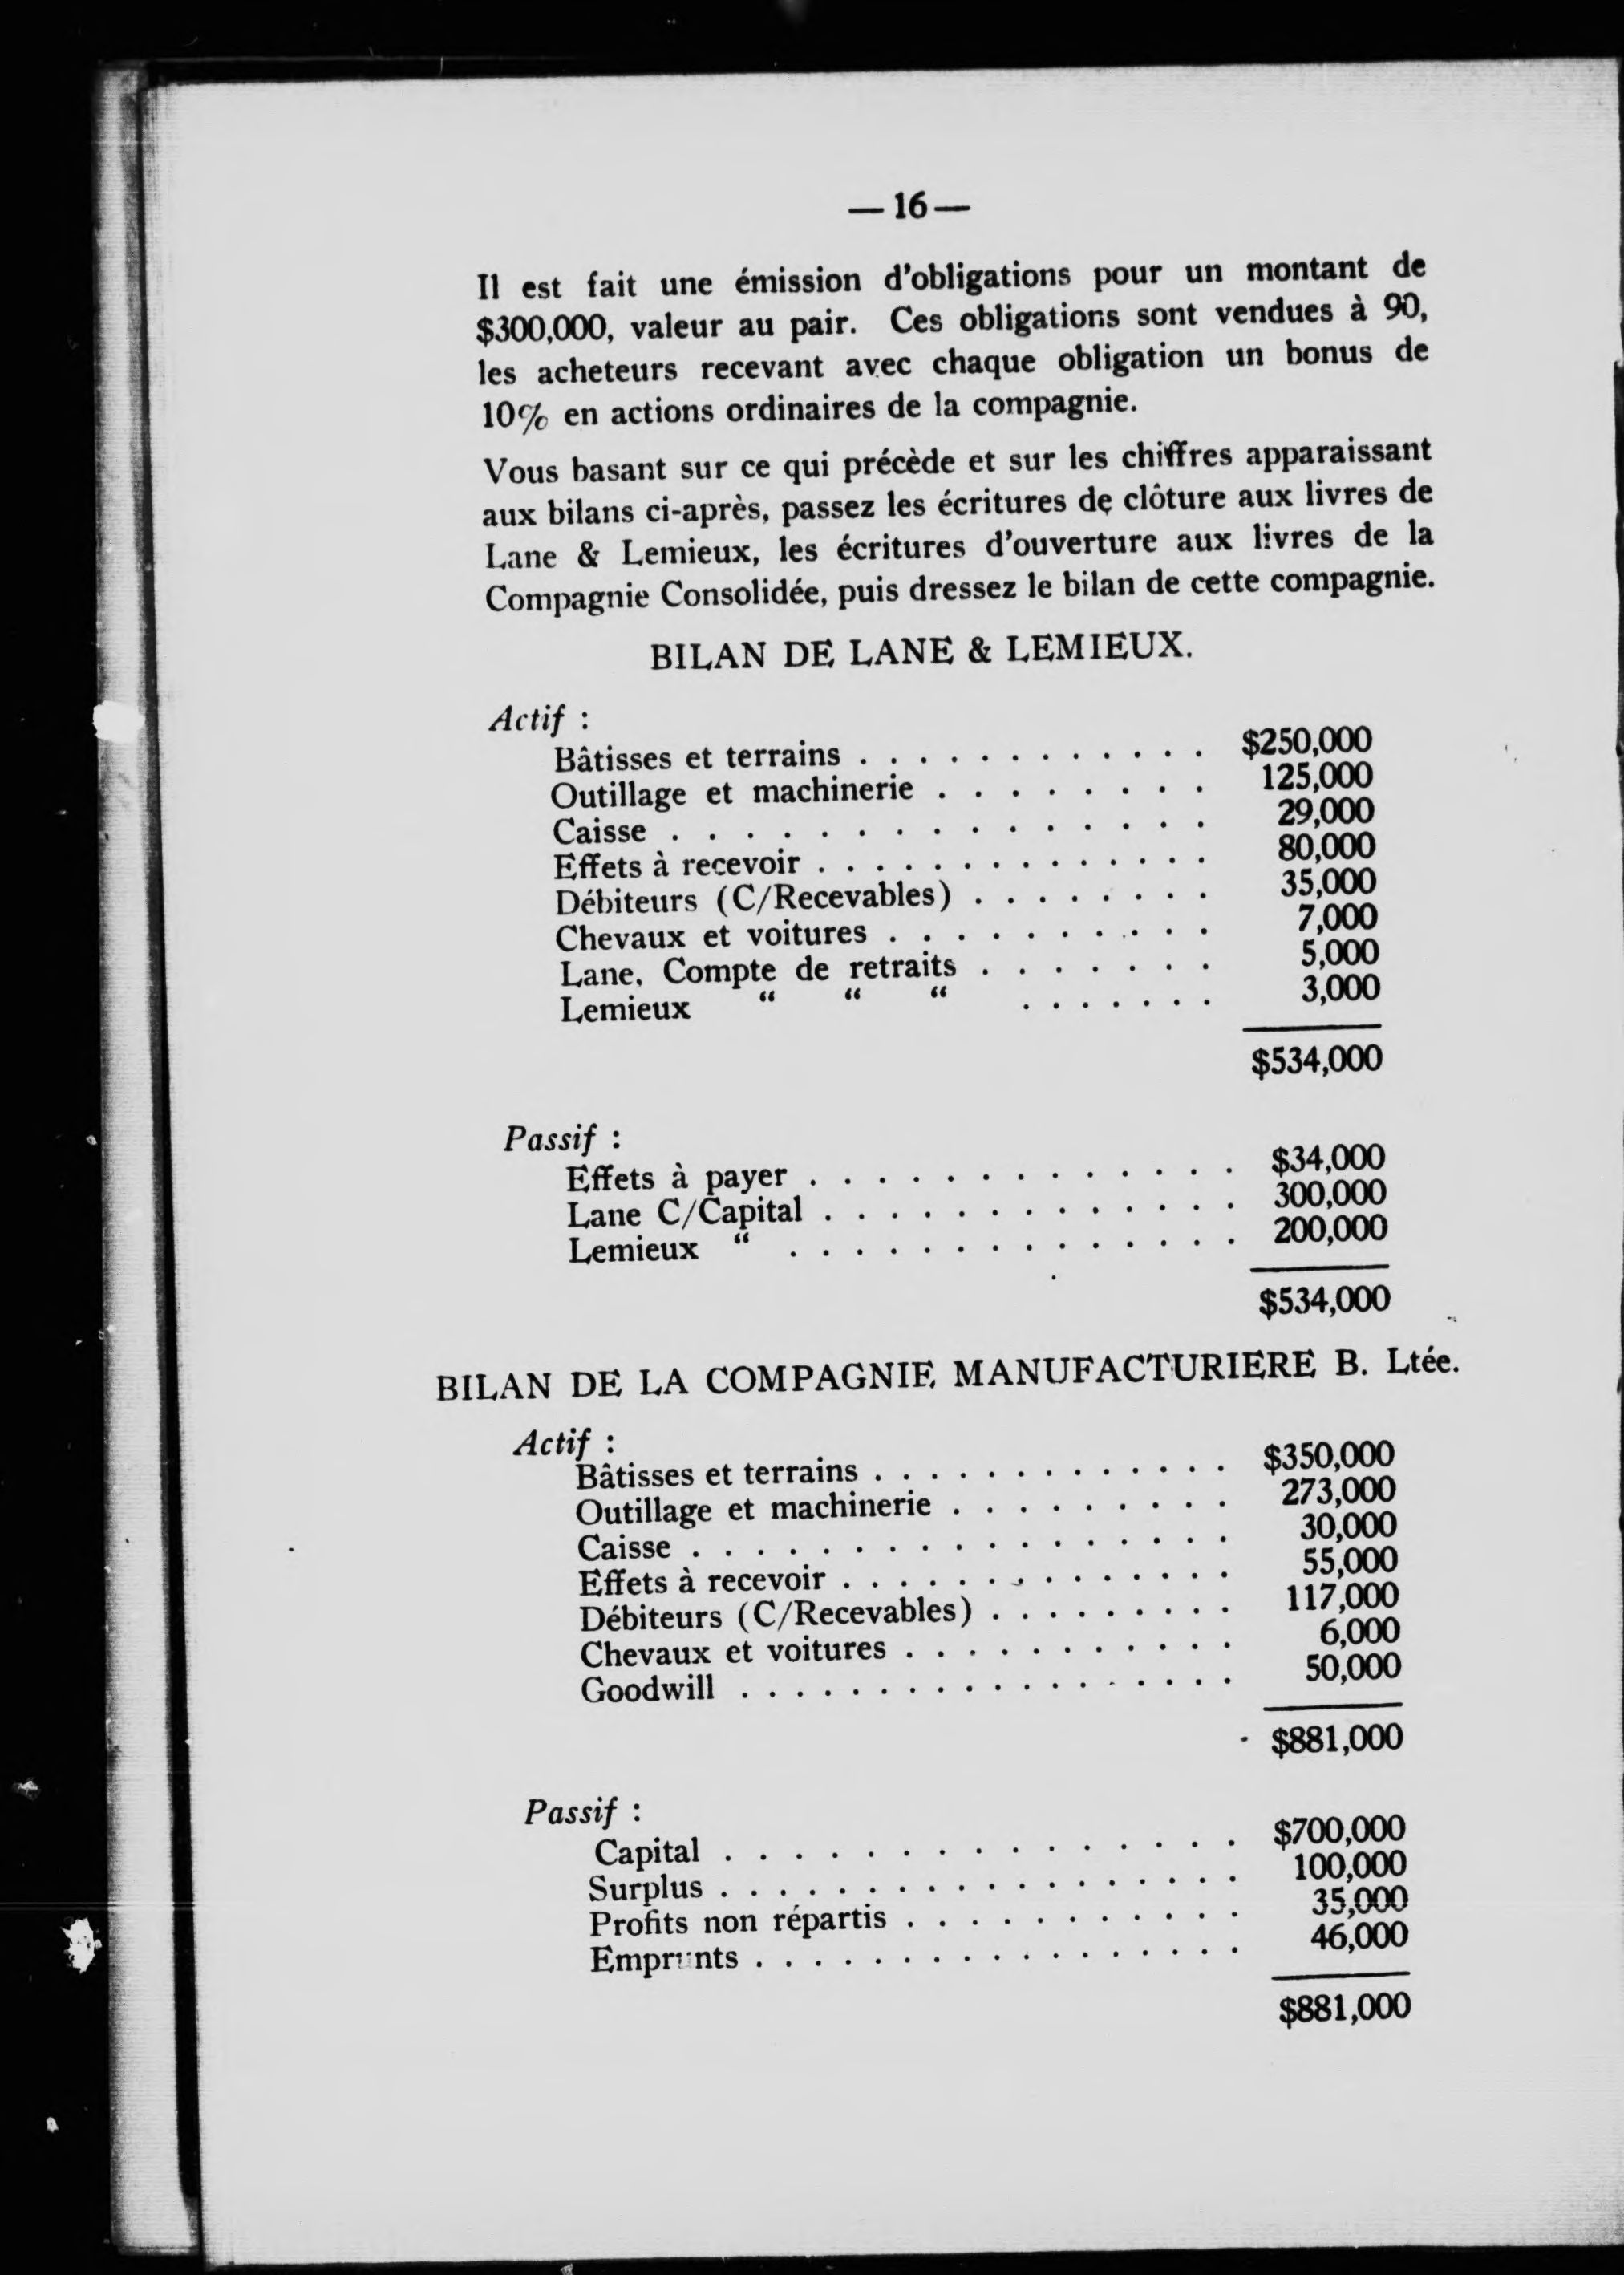 — 16 —
Il est fait une émission d'obligations pour un montant de
$300,000, valeur au pair. Ces obligations sont vendues à 90,
les acheteurs recevant avec chaque obligation un bonus de
10% en actions ordinaires de la compagnie.
Vous basant sur ce qui précède et sur les chiffres apparaissant
aux bilans ci-après, passez les écritures de clôture aux livres de
Lane & Lemieux, les écritures d'ouverture aux livres de la
Compagnie Consolidée, puis dressez le bilan de cette compagnie.
BILAN DE LANE & LEMIEUX.
Actif :
Bâtisses et terrains . . . . . . . . . . . . $250,000
Outillage et machinerie . . . . . . . . . 125,000
Caisse . . . . . . . . . . . . . . . . 29,000
Effets à recevoir . . . . . . . . . . . . . 80,000
Débiteurs (C/Recevables) . . . . . . . . 35,000
Chevaux et voitures . . . . . . . . . . 7,000
Lane, Compte de retraits . . . . . . . 5,000
Lemieux “ “ “ . . . . . . . 3,000
$534,000
Passif :
Effets à payer . . . . . . . . . . . . . $34,000
Lane C/Capital . . . . . . . . . . . . . 300,000
Lemieux “ . . . . . . . . . . . . . . 200,000
$534,000
BILAN DE LA COMPAGNIE MANUFACTURIERE B. Ltée.
Actif :
Bâtisses et terrains . . . . . . . . . . . . . $350,000
Outillage et machinerie . . . . . . . . . 273,000
Caisse . . . . . . . . . . . . . . . . . 30,000
Effets à recevoir . . . . . . . . . . . . . 55,000
Débiteurs (C/Recevables) . . . . . . . . 117,000
Chevaux et voitures . . . . . . . . . . . 6,000
Goodwill . . . . . . . . . . . . . . . . . 50,000
$881,000
Passif :
Capital . . . . . . . . . . . . . . . $700,000
Surplus . . . . . . . . . . . . . . . . . 100,000
Profits non répartis . . . . . . . . . . . 35,000
Emprunts . . . . . . . . . . . . . . . . 46,000
$881,000